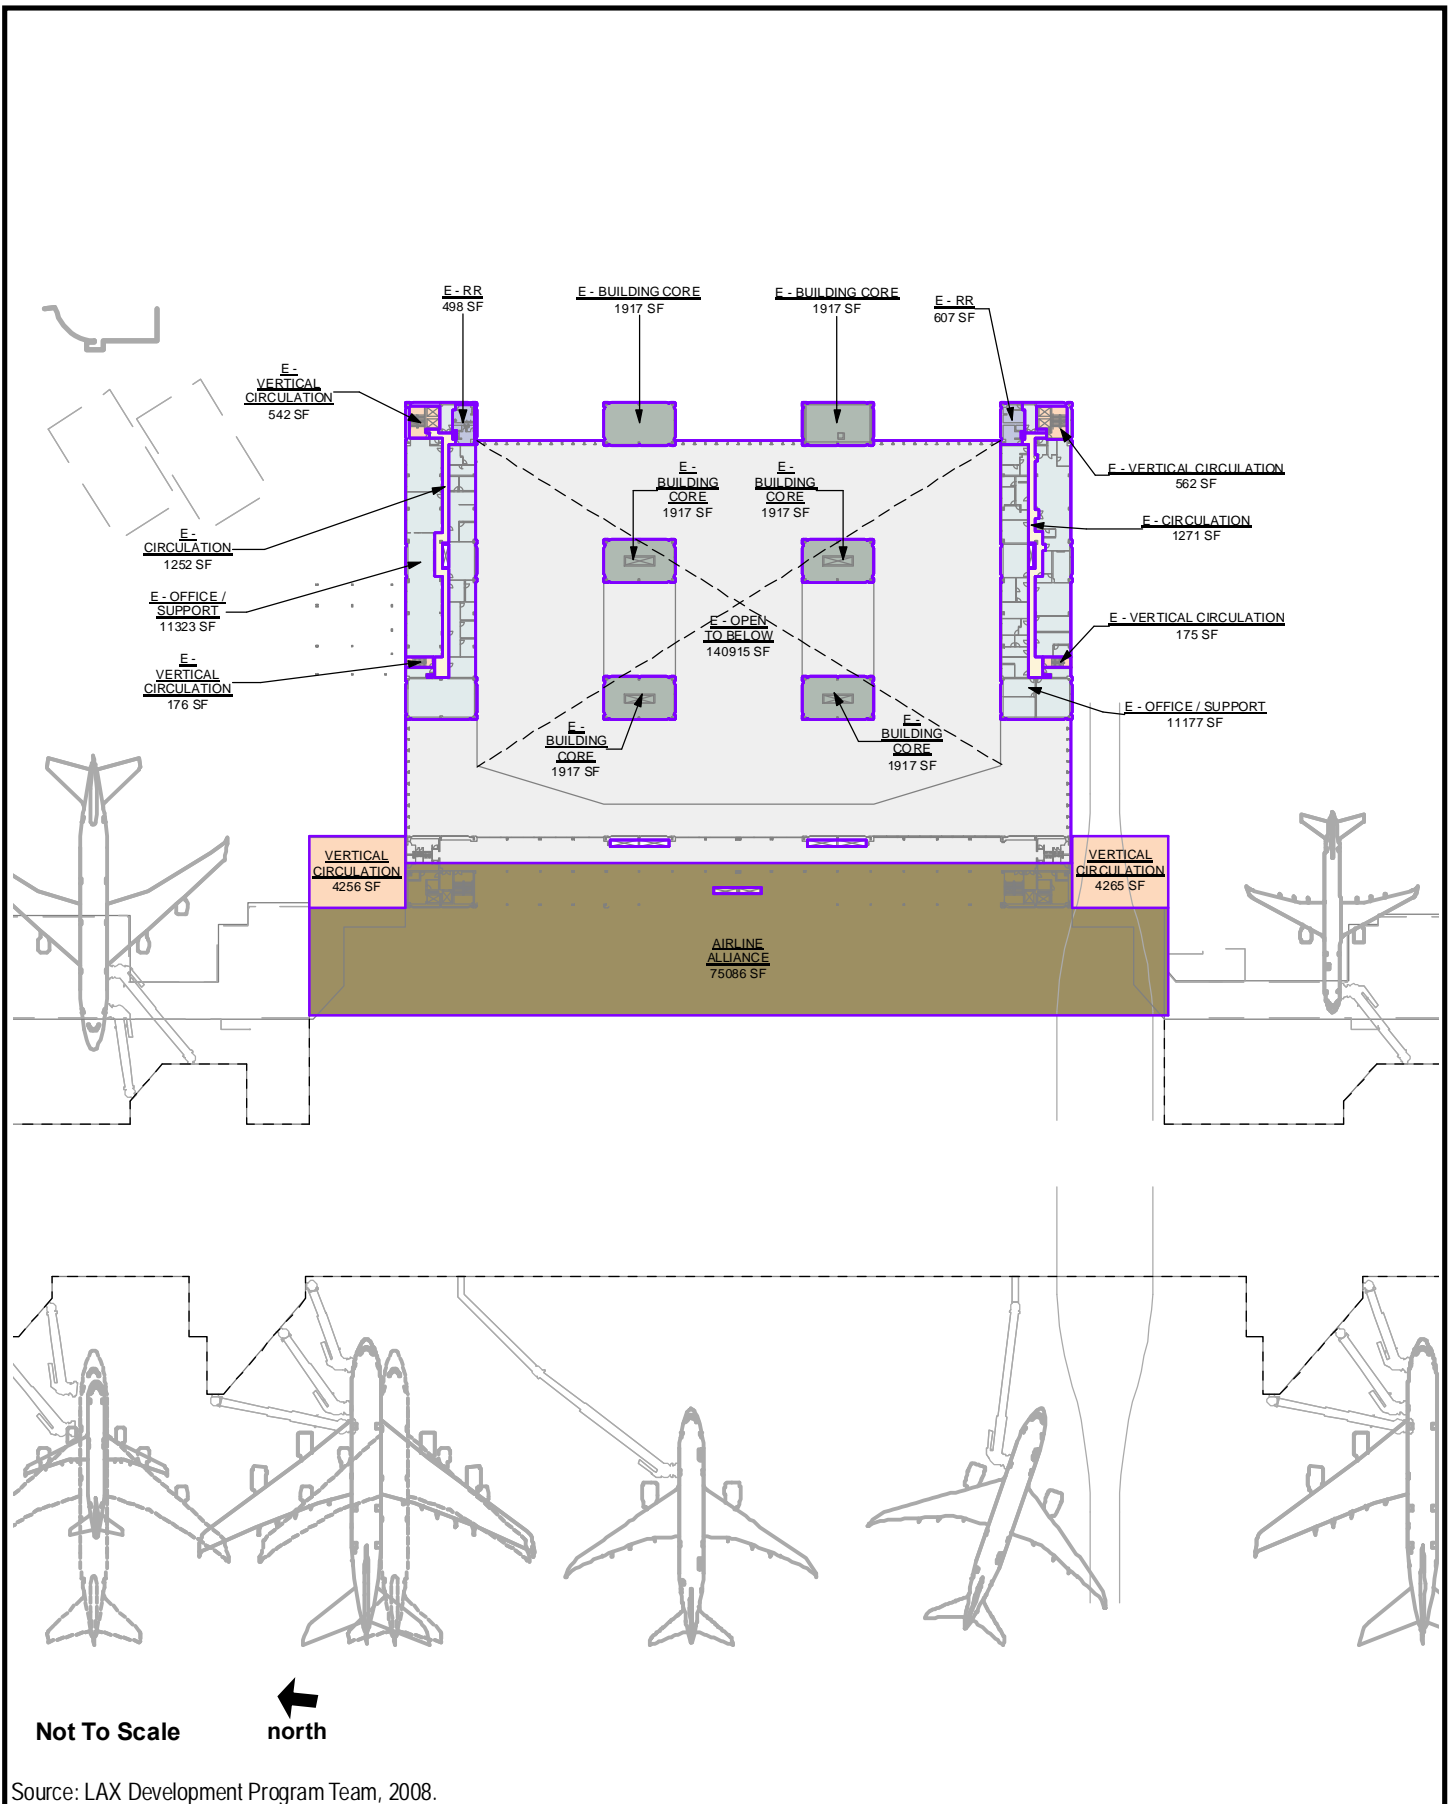 E - RR
498 SF
E - BUILDING CORE
1917 SF
E - BUILDING CORE
1917 SF
E - RR
607 SF
E -
VERTICAL
CIRCULATION
542 SF
E -
BUILDING
CORE
1917 SF
E -
BUILDING
CORE
1917 SF
E - VERTICAL CIRCULATION
562 SF
E -
CIRCULATION
1252 SF
E - CIRCULATION
1271 SF
E - OFFICE /
SUPPORT
11323 SF
E - OPEN
TO BELOW
140915 SF
E - VERTICAL CIRCULATION
175 SF
E -
VERTICAL
CIRCULATION
176 SF
E - OFFICE / SUPPORT
11177 SF
E -
BUILDING
CORE
1917 SF
E -
BUILDING
CORE
1917 SF
VERTICAL
CIRCULATION
4256 SF
VERTICAL
CIRCULATION
4265 SF
AIRLINE
ALLIANCE
75086 SF
Not To Scale
north
Source: LAX Development Program Team, 2008.